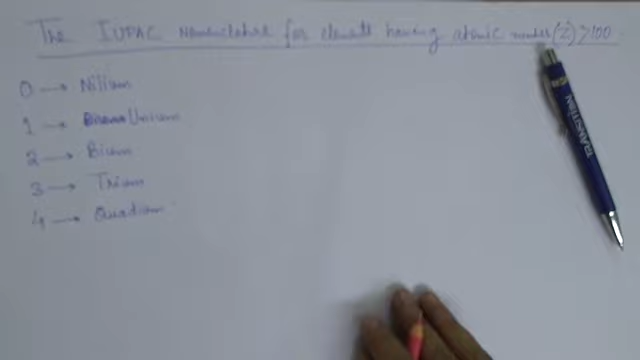 The IUPAC Nomenclature for elements having atomic number (Z) >100
0 → Nilium
1 → Unium
2 → Bium
3 → Trium
4 → Quadium
TRANSITION